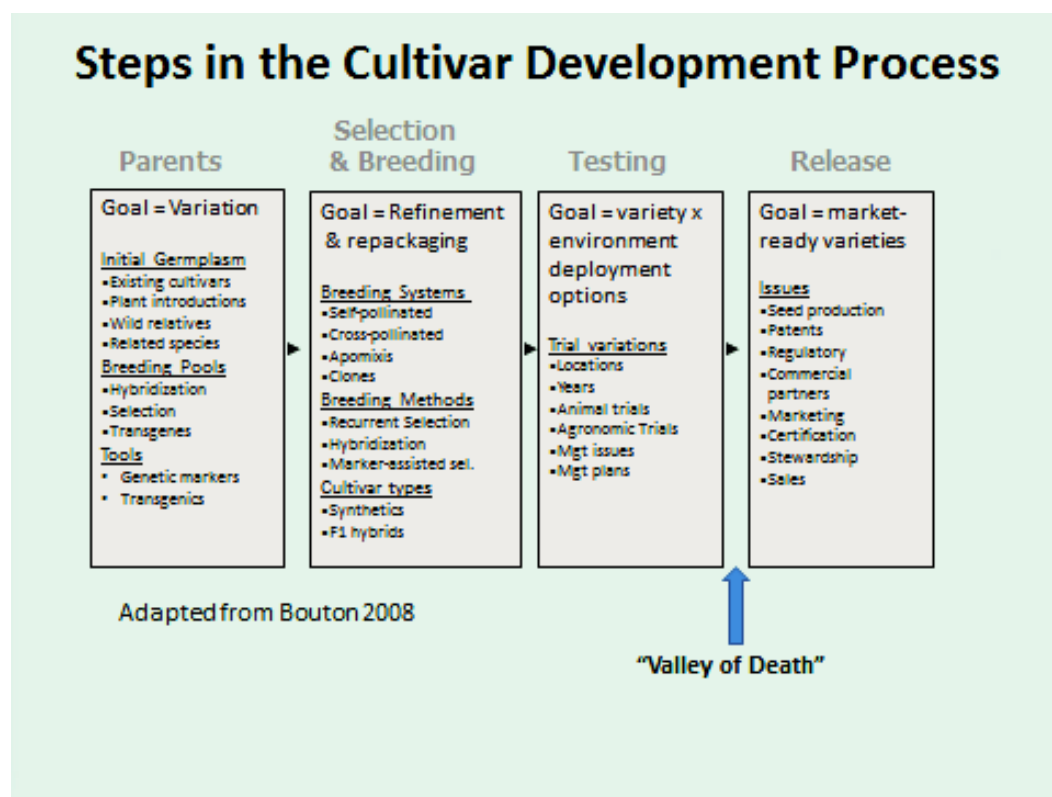 Steps in the Cultivar Development Process
Parents
Goal = Variation
Initial Germplasm
▪Existing cultivars
▪Plant introductions
▪Wild relatives
▪Related species
Breeding Pools
▪Hybridization
▪Selection
▪Transgenes
Tools
• Genetic markers
• Transgenics
Selection
& Breeding
Goal = Refinement
& repackaging
Breeding Systems
▪Self-pollinated
▪Cross-pollinated
▪Apomixis
▪Clones
Breeding Methods
▪Recurrent Selection
▪Hybridization
▪Marker-assisted sel.
Cultivar types
▪Synthetics
▪F1 hybrids
Testing
Goal = variety x
environment
deployment
options
Trial variations
▪Locations
▪Years
▪Animal trials
▪Agronomic Trials
▪Mgt issues
▪Mgt plans
Release
Goal = market-
ready varieties
Issues
▪Seed production
▪Patents
▪Regulatory
▪Commercial
partners
▪Marketing
▪Certification
▪Stewardship
▪Sales
Adapted from Bouton 2008
“Valley of Death”